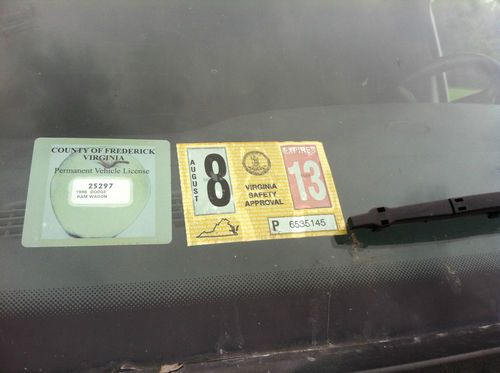 COUNTY OF FREDERICK
VIRGINIA
Permanent Vehicle License
25297
1998 DODGE
RAM WAGON
AUGUST
8
VIRGINIA
SAFETY
APPROVAL
EXPIRES
13
P 6535145